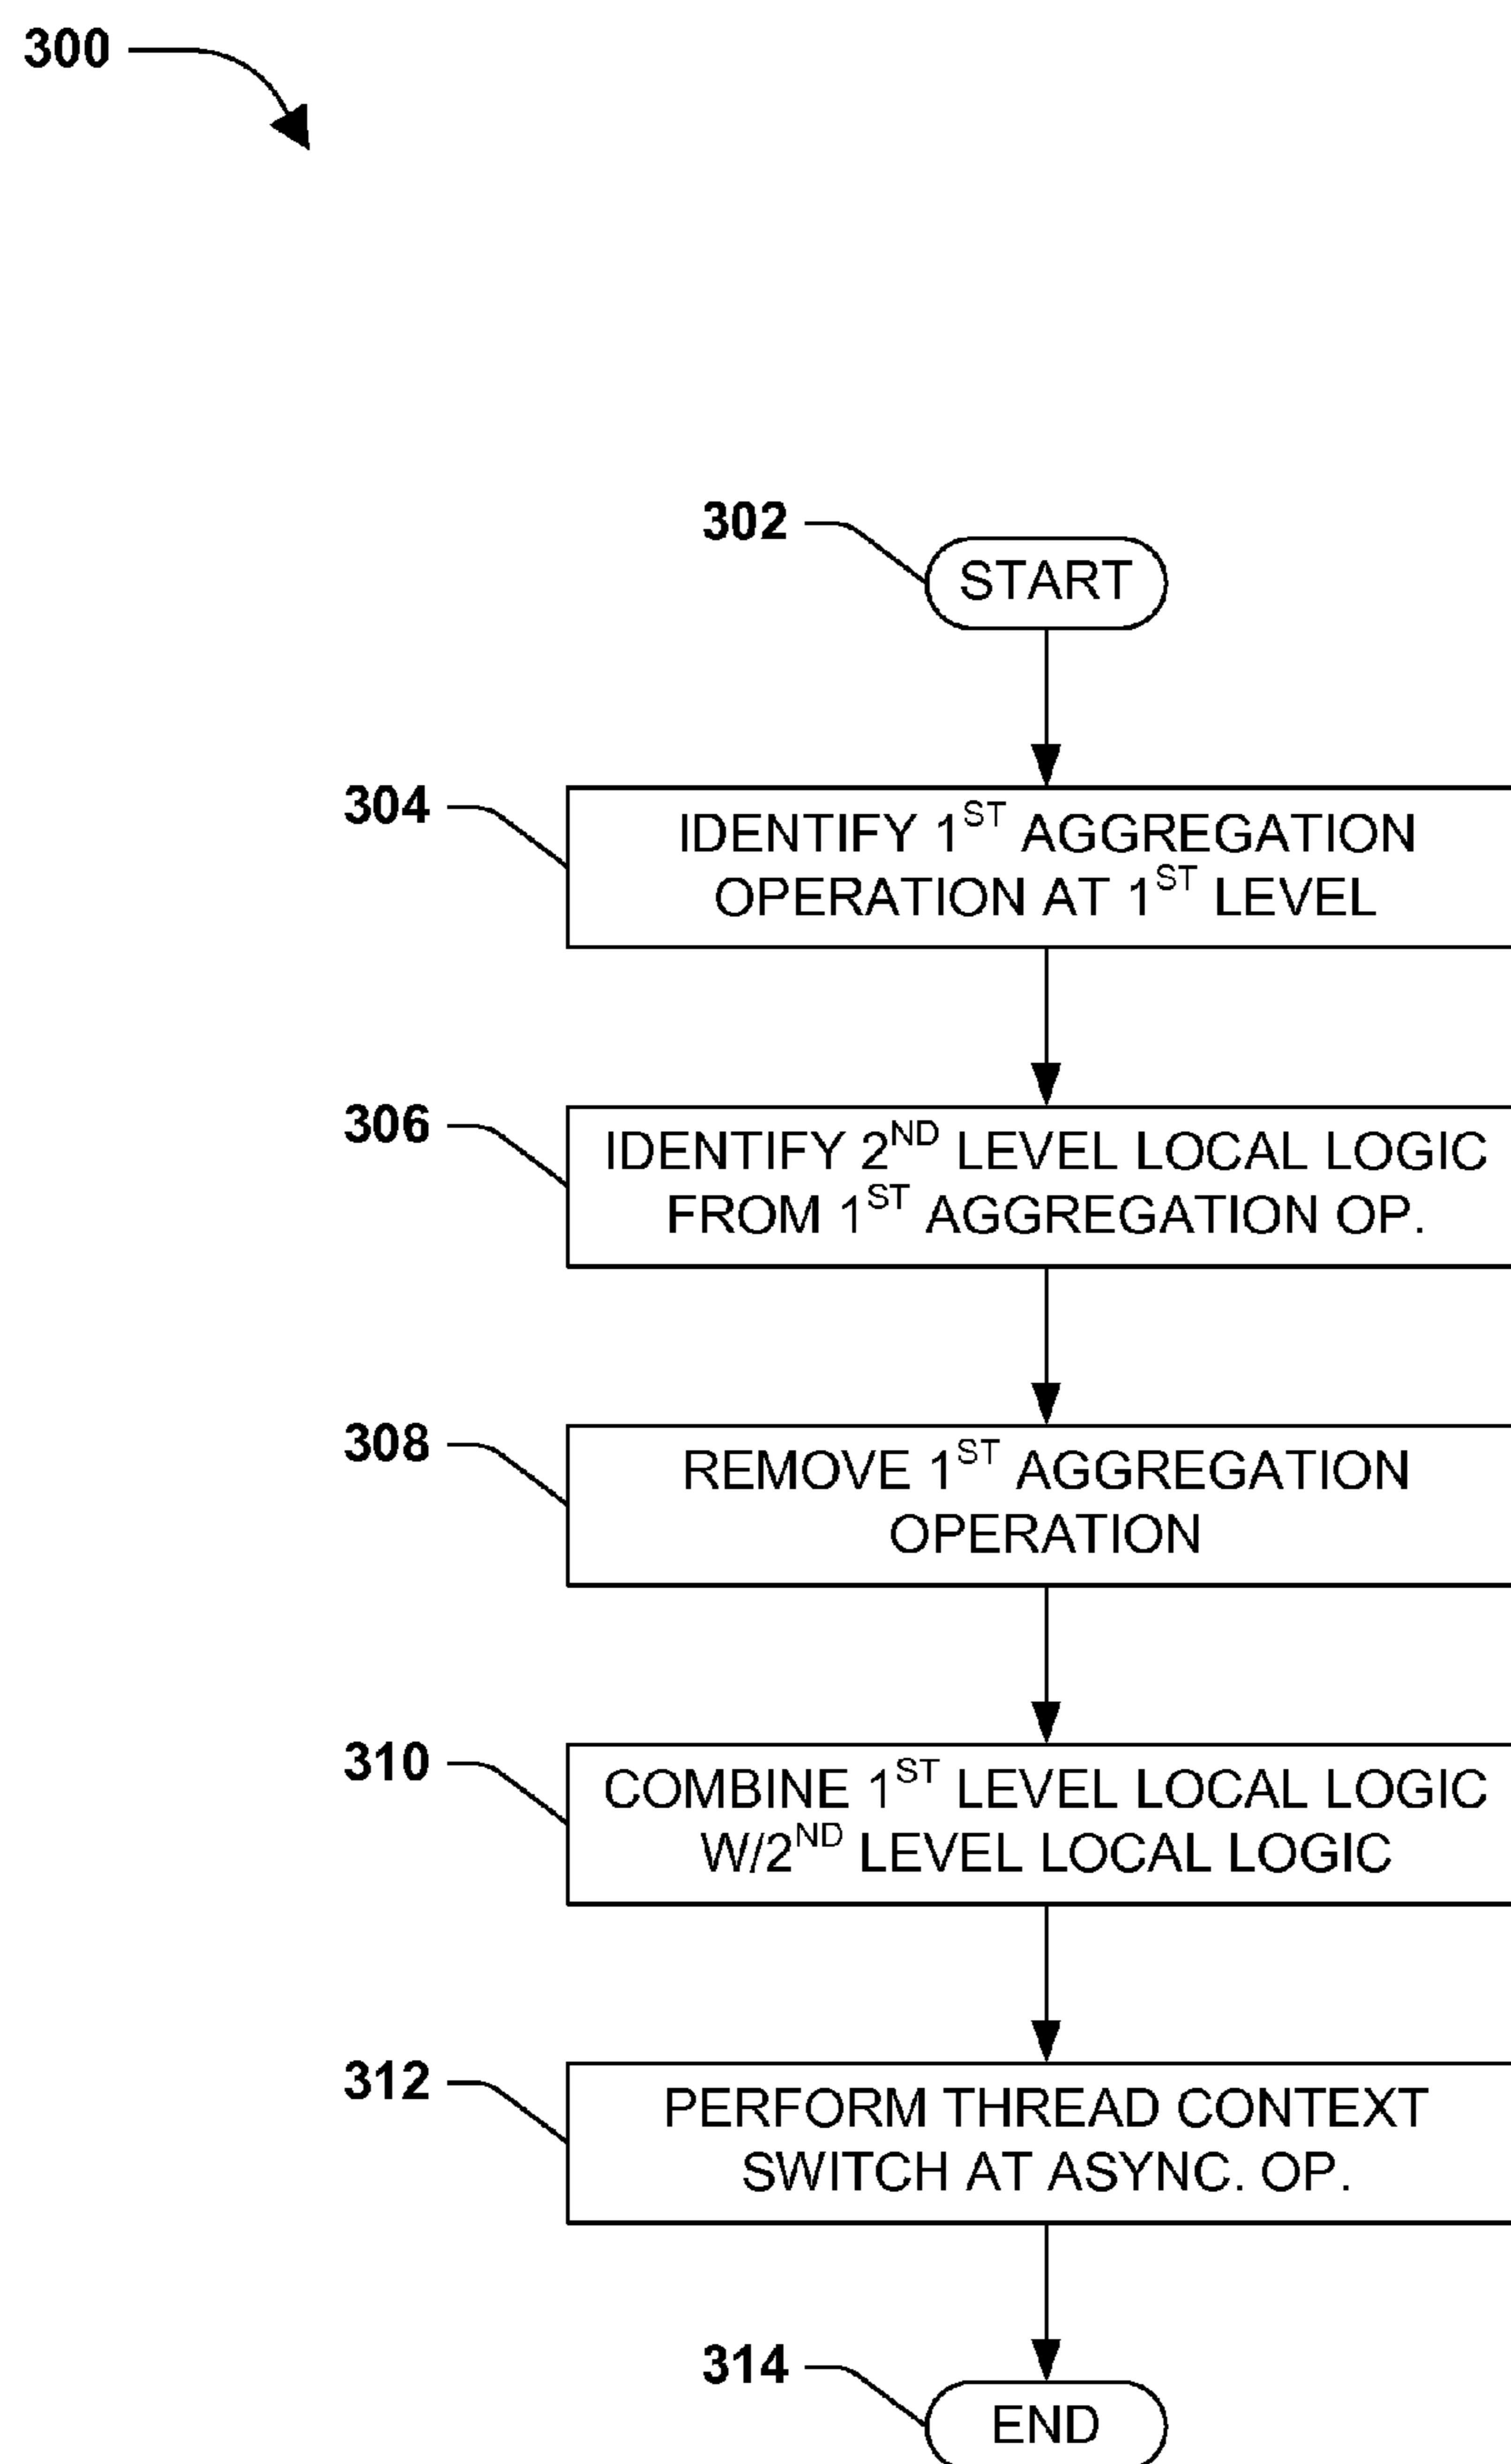 300
302
START
304
IDENTIFY 1ST AGGREGATION
OPERATION AT 1ST LEVEL
306
IDENTIFY 2ND LEVEL LOCAL LOGIC
FROM 1ST AGGREGATION OP.
308
REMOVE 1ST AGGREGATION
OPERATION
310
COMBINE 1ST LEVEL LOCAL LOGIC
W/2ND LEVEL LOCAL LOGIC
312
PERFORM THREAD CONTEXT
SWITCH AT ASYNC. OP.
314
END